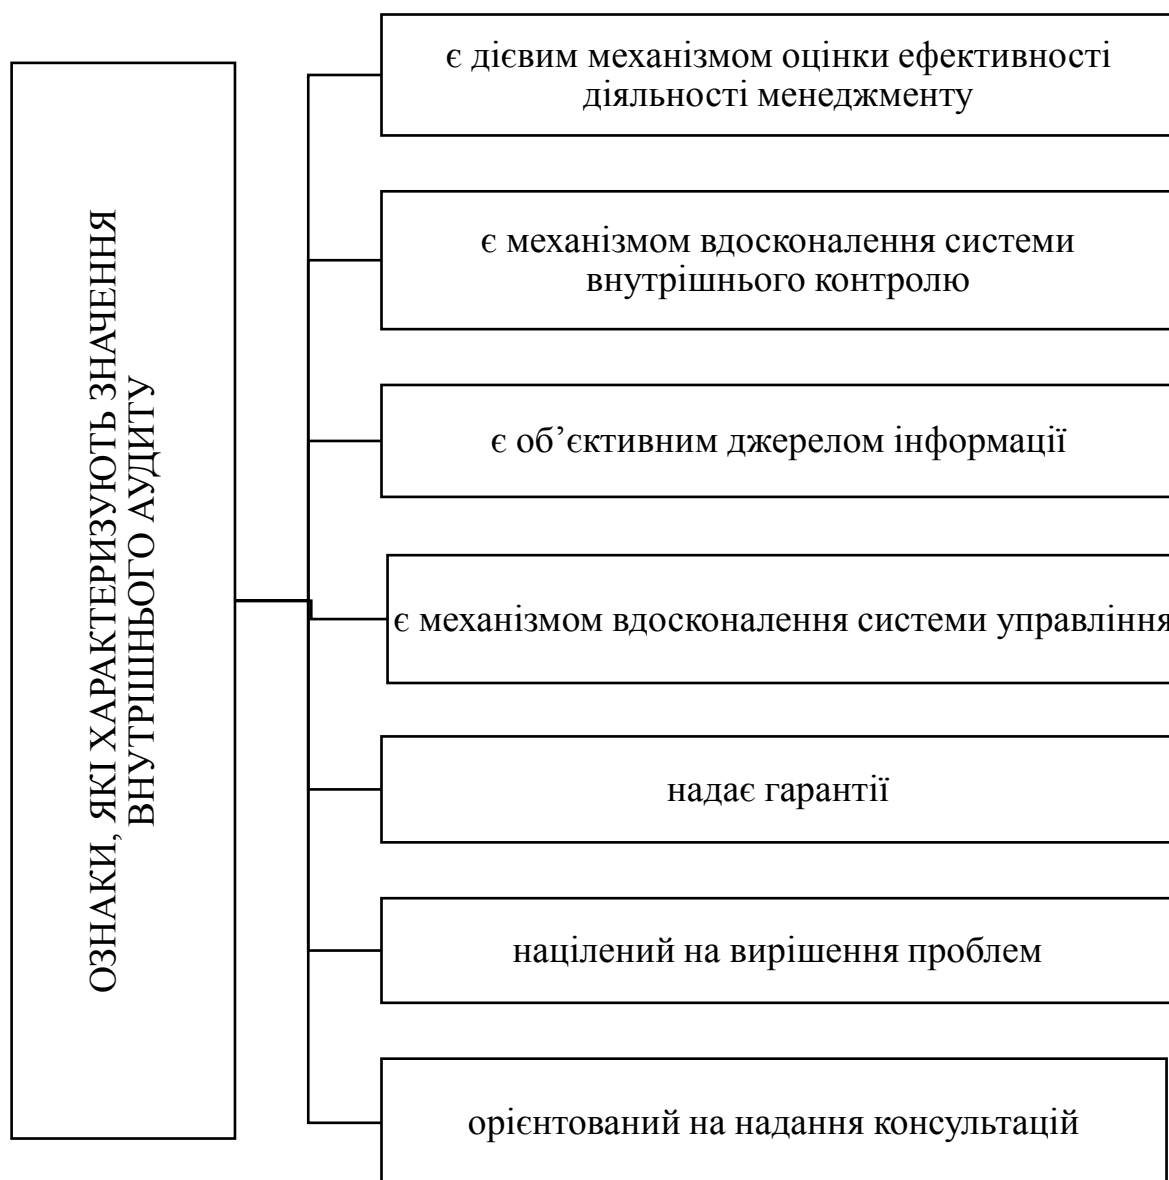 ОЗНАКИ, ЯКІ ХАРАКТЕРИЗУЮТЬ ЗНАЧЕННЯ
ВНУТРІШНЬОГО АУДИТУ
є дієвим механізмом оцінки ефективності
діяльності менеджменту
є механізмом вдосконалення системи
внутрішнього контролю
є об’єктивним джерелом інформації
є механізмом вдосконалення системи управління
надає гарантії
націлений на вирішення проблем
орієнтований на надання консультацій